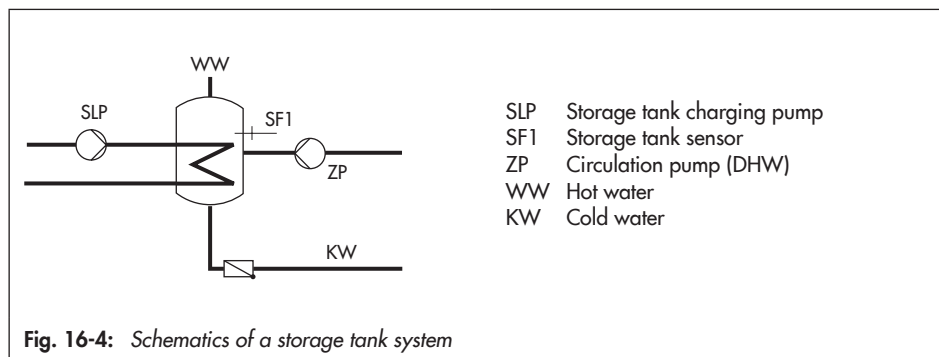 WW
SLP
SF1
ZP
KW
SLP Storage tank charging pump
SF1 Storage tank sensor
ZP Circulation pump (DHW)
WW Hot water
KW Cold water
Fig. 16-4: Schematics of a storage tank system